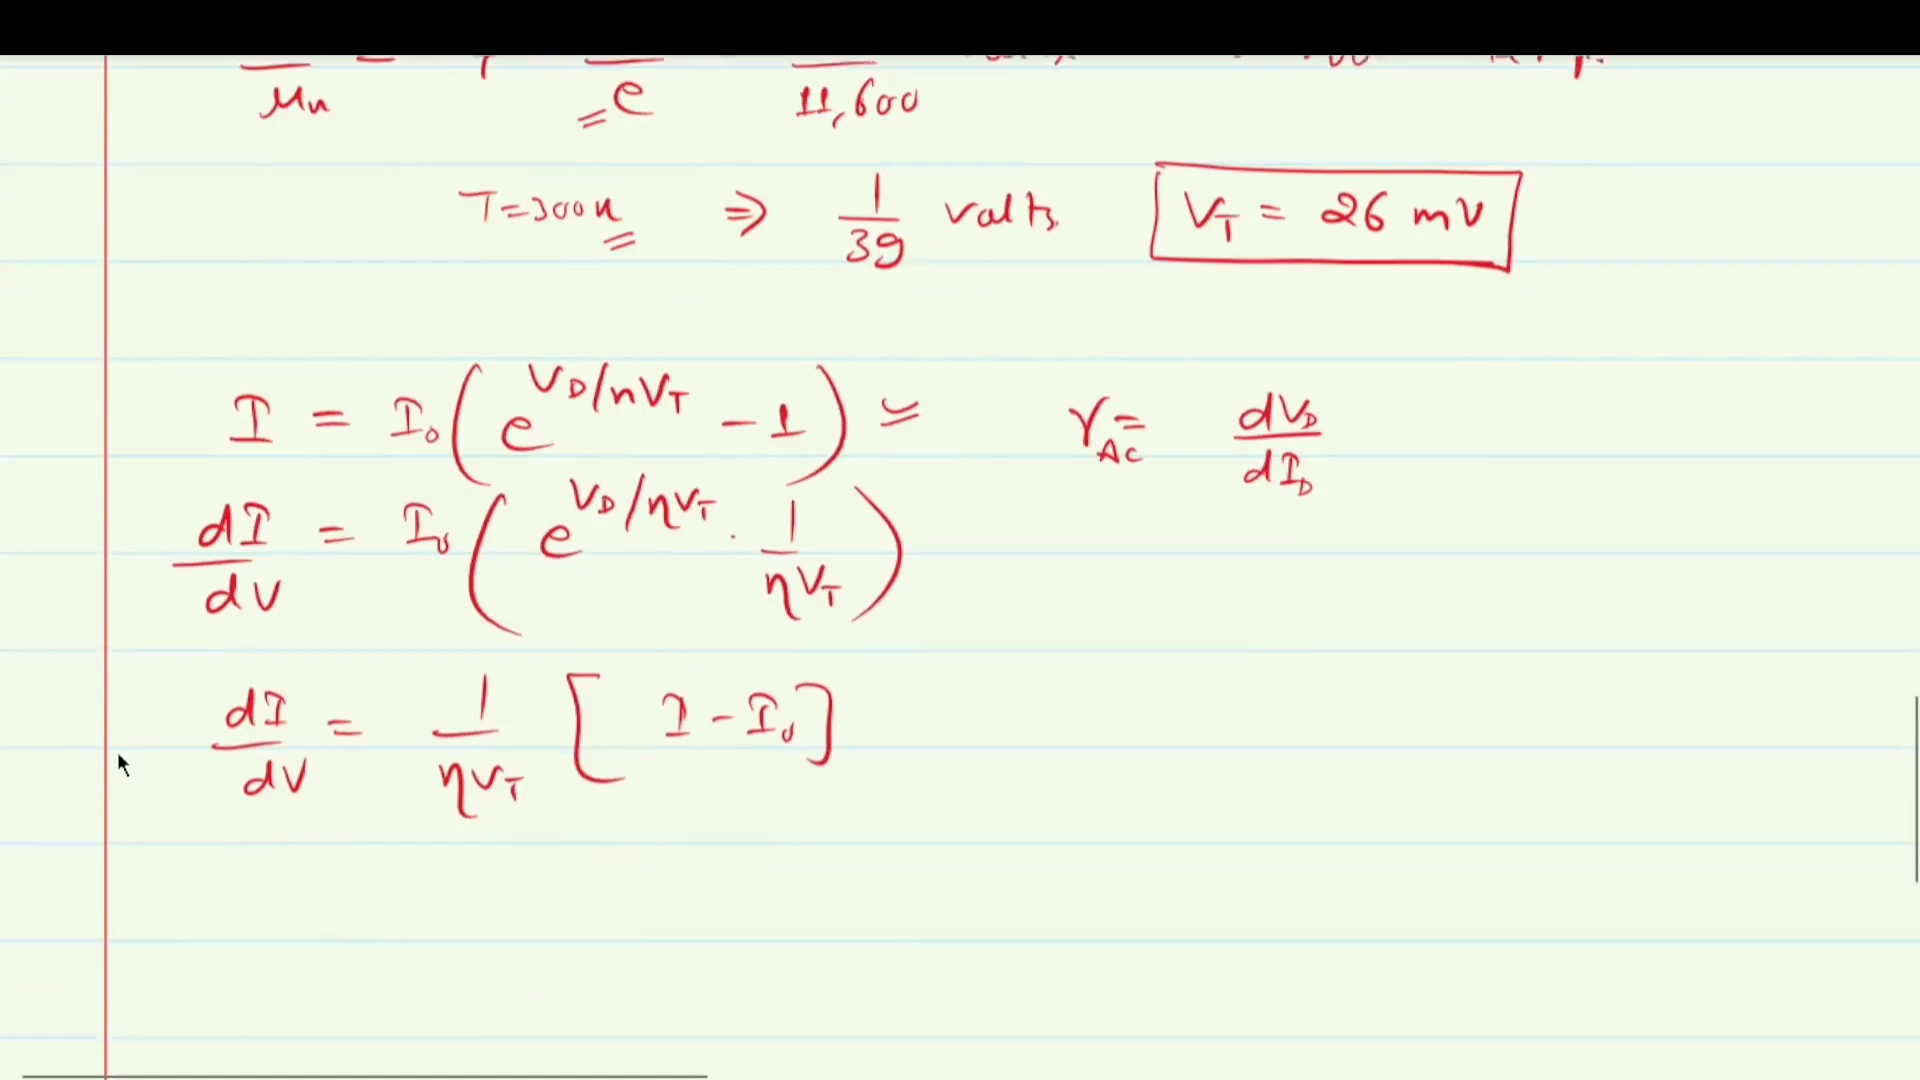 μn = e 11,600
T=300K ⇒ 1/39 volts. VT = 26 mV
I = I0(e^(VD/ηVT) - 1) ≃ rAC = dVD/dID
dI/dV = I0(e^(VD/ηVT) . 1/ηVT)
dI/dV = 1/ηVT [I - I0]